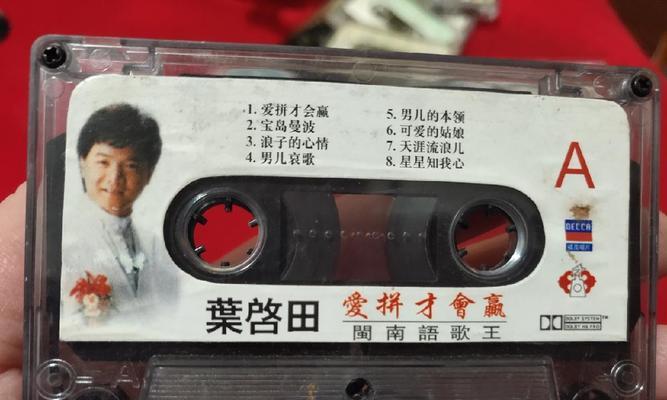 1. 爱拼才会赢
2. 宝岛曼波
3. 浪子的心情
4. 男儿哀歌
5. 男儿的本领
6. 可爱的姑娘
7. 天涯流浪儿
8. 星星知我心
A
DECCA
葉啓田
愛拼才會贏
閩南語歌王
DOLBY SYSTEM
DOLBY HX PRO